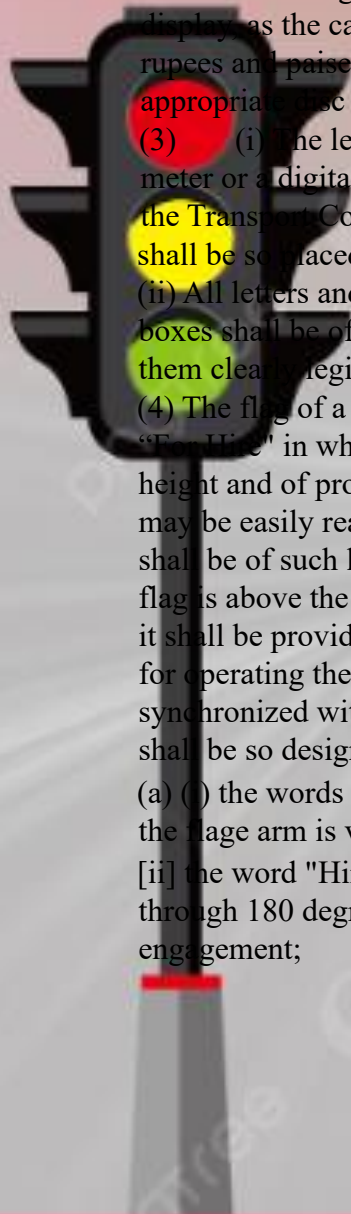 display, as the ca
rupees and paise
appropriate disc
(3) (i) The le
meter or a digita
the Transport Co
shall be so placed
(ii) All letters and
boxes shall be of
them clearly legi
(4) The flag of a
“For Hire" in wh
height and of pro
may be easily rea
shall be of such l
flag is above the
it shall be provid
for operating the
synchronized wit
shall be so design
(a) (i) the words
the flage arm is v
[ii] the word "Hi
through 180 degr
engagement;